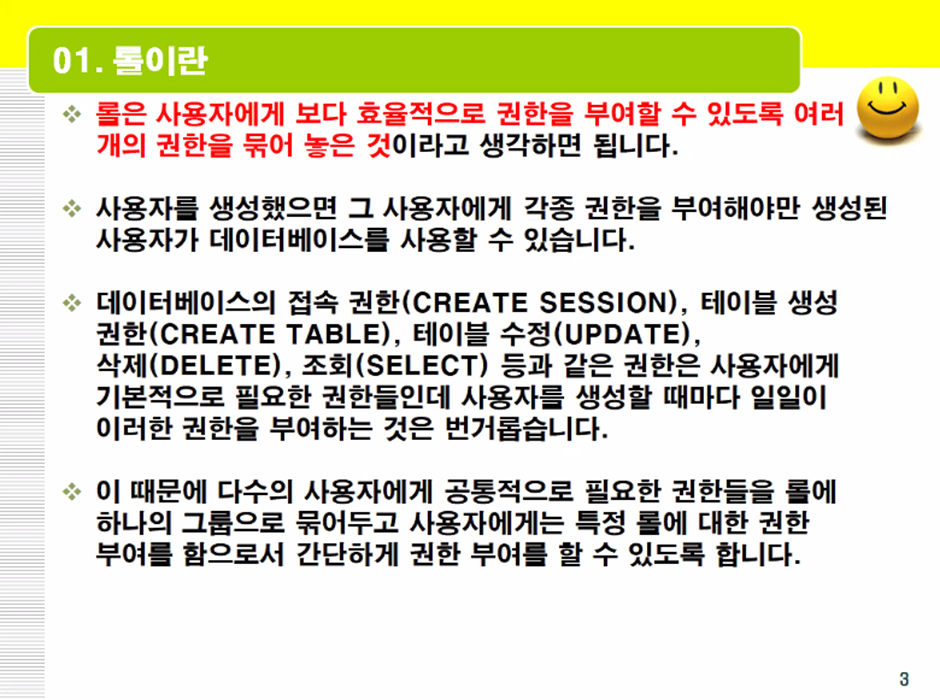 01. 롤이란
❖ 롤은 사용자에게 보다 효율적으로 권한을 부여할 수 있도록 여러
개의 권한을 묶어 놓은 것이라고 생각하면 됩니다.
❖ 사용자를 생성했으면 그 사용자에게 각종 권한을 부여해야만 생성된
사용자가 데이터베이스를 사용할 수 있습니다.
❖ 데이터베이스의 접속 권한(CREATE SESSION), 테이블 생성
권한(CREATE TABLE), 테이블 수정(UPDATE),
삭제(DELETE), 조회(SELECT) 등과 같은 권한은 사용자에게
기본적으로 필요한 권한들인데 사용자를 생성할 때마다 일일이
이러한 권한을 부여하는 것은 번거롭습니다.
❖ 이 때문에 다수의 사용자에게 공통적으로 필요한 권한들을 롤에
하나의 그룹으로 묶어두고 사용자에게는 특정 롤에 대한 권한
부여를 함으로서 간단하게 권한 부여를 할 수 있도록 합니다.
3